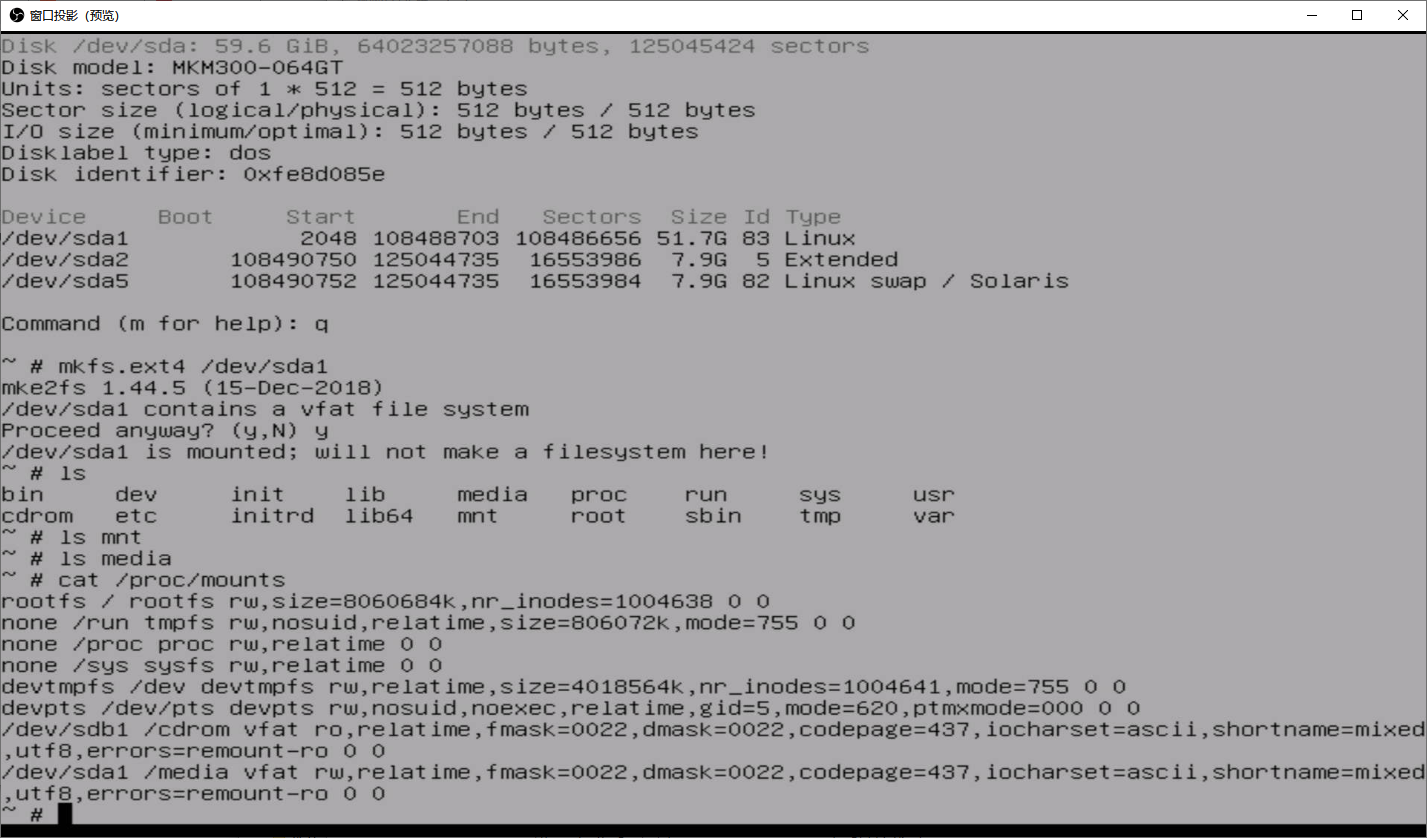 窗口投影 (预览)
Disk /dev/sda: 59.6 GiB, 64023257088 bytes, 125045424 sectors
Disk model: MKM300-064GT
Units: sectors of 1 * 512 = 512 bytes
Sector size (logical/physical): 512 bytes / 512 bytes
I/O size (minimum/optimal): 512 bytes / 512 bytes
Disklabel type: dos
Disk identifier: 0xfe8d085e
Device     Boot     Start       End   Sectors  Size Id Type
/dev/sda1            2048 108488703 108486656 51.7G 83 Linux
/dev/sda2       108490750 125044735  16553986  7.9G  5 Extended
/dev/sda5       108490752 125044735  16553984  7.9G 82 Linux swap / Solaris
Command (m for help): q
~ # mkfs.ext4 /dev/sda1
mke2fs 1.44.5 (15-Dec-2018)
/dev/sda1 contains a vfat file system
Proceed anyway? (y,N) y
/dev/sda1 is mounted; will not make a filesystem here!
~ # ls
bin     dev     init    lib     media   proc    run     sys     usr
cdrom   etc     initrd  lib64   mnt     root    sbin    tmp     var
~ # ls mnt
~ # ls media
~ # cat /proc/mounts
rootfs / rootfs rw,size=8060684k,nr_inodes=1004638 0 0
none /run tmpfs rw,nosuid,relatime,size=806072k,mode=755 0 0
none /proc proc rw,relatime 0 0
none /sys sysfs rw,relatime 0 0
devtmpfs /dev devtmpfs rw,relatime,size=4018564k,nr_inodes=1004641,mode=755 0 0
devpts /dev/pts devpts rw,nosuid,noexec,relatime,gid=5,mode=620,ptmxmode=000 0 0
/dev/sdb1 /cdrom vfat ro,relatime,fmask=0022,dmask=0022,codepage=437,iocharset=ascii,shortname=mixed
,utf8,errors=remount-ro 0 0
/dev/sda1 /media vfat rw,relatime,fmask=0022,dmask=0022,codepage=437,iocharset=ascii,shortname=mixed
,utf8,errors=remount-ro 0 0
~ #